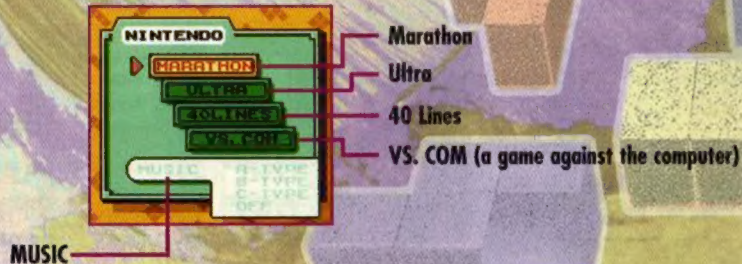 NINTENDO
MARATHON
ULTRA
40LINES
VS. COM
MUSIC A-TYPE
B-TYPE
C-TYPE
OFF
Marathon
Ultra
40 Lines
VS. COM (a game against the computer)
MUSIC